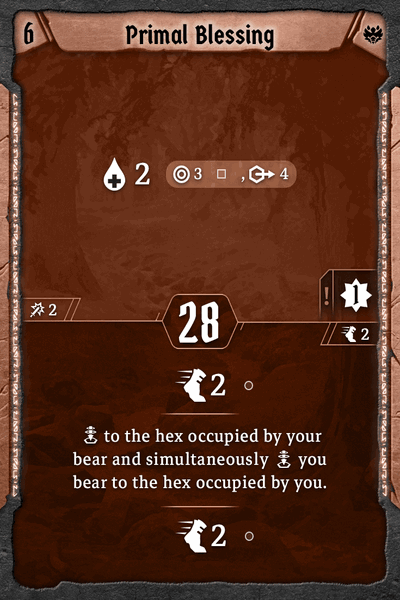 6 Primal Blessing
2 3 , 4
1
2 28
2
2
to the hex occupied by your
bear and simultaneously you
bear to the hex occupied by you.
2